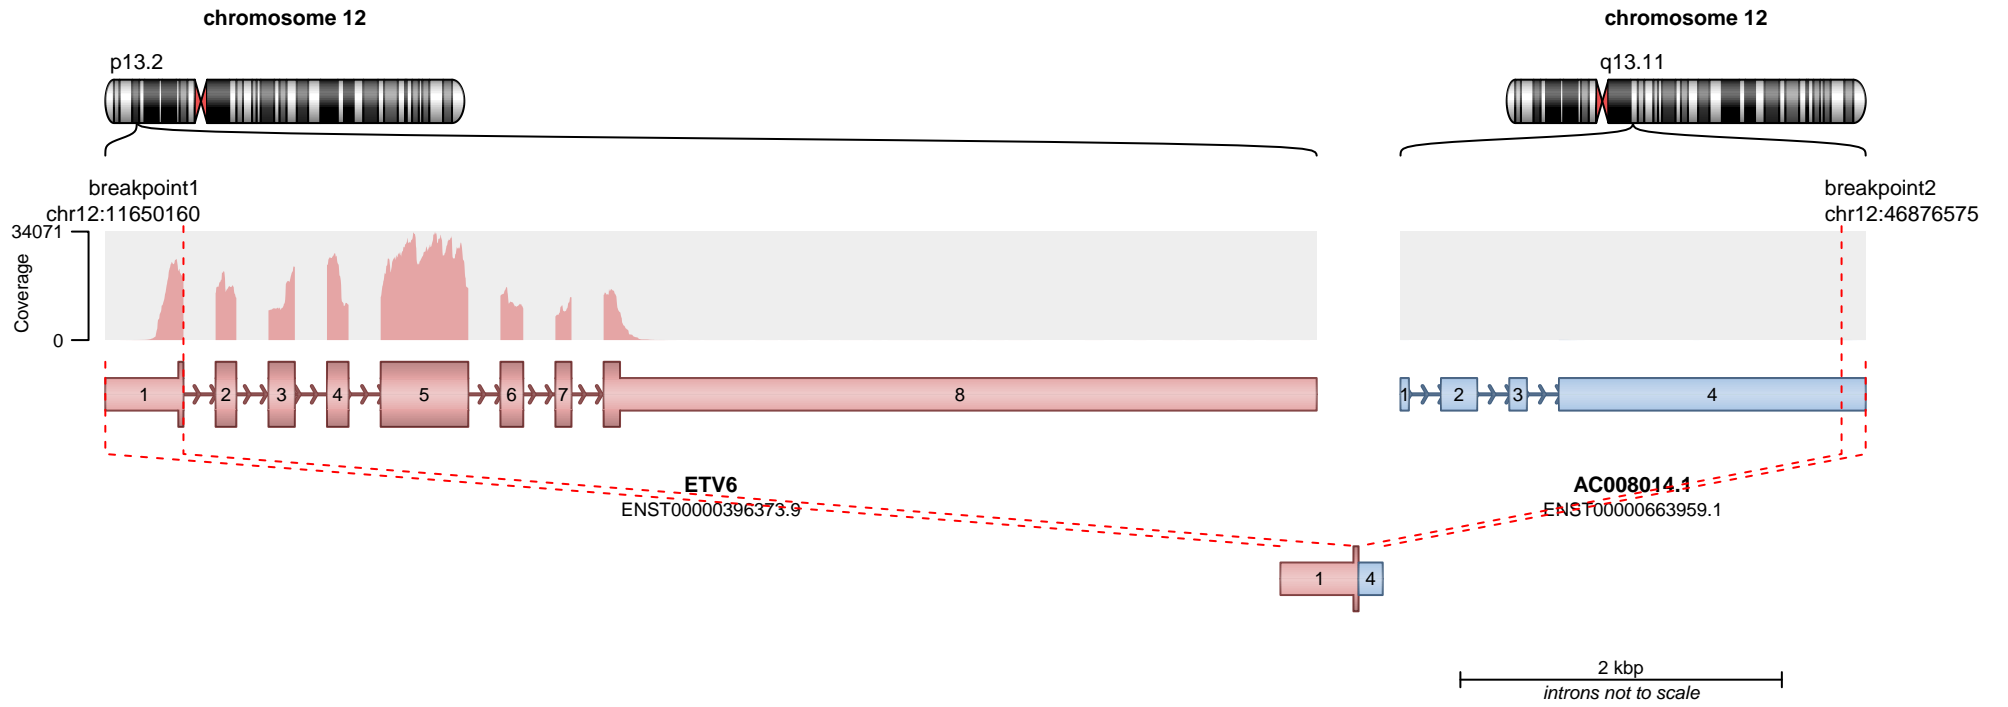 chromosome 12
chromosome 12
p13.2
q13.11
breakpoint1
chr12:11650160
breakpoint2
chr12:46876575
34071
Coverage
0
1 2 3 4 5 6 7 8
1 2 3 4
ETV6
ENST00000396373.9
AC008014.1
ENST00000663959.1
1 4
2 kbp
introns not to scale